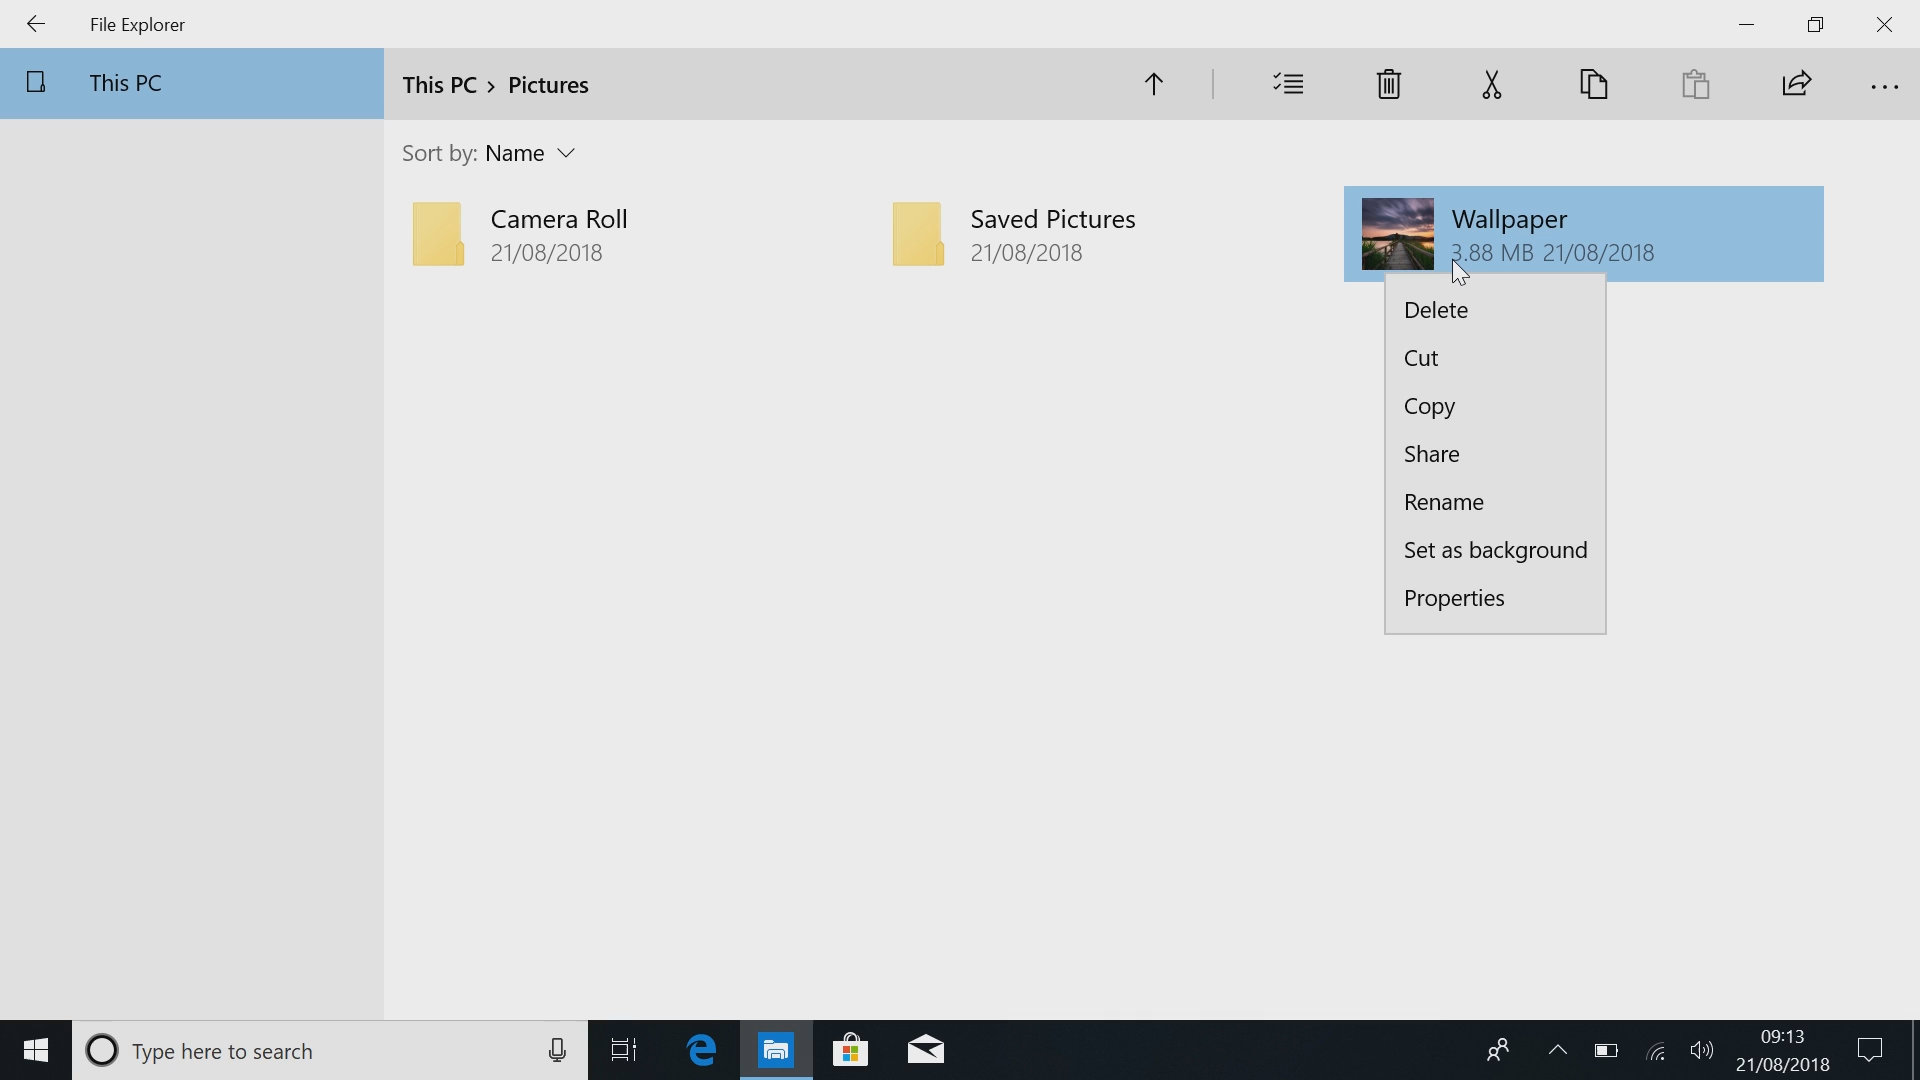 File Explorer
This PC
This PC > Pictures
Sort by: Name
Camera Roll
21/08/2018
Saved Pictures
21/08/2018
Wallpaper
3.88 MB 21/08/2018
Delete
Cut
Copy
Share
Rename
Set as background
Properties
Type here to search
09:13
21/08/2018